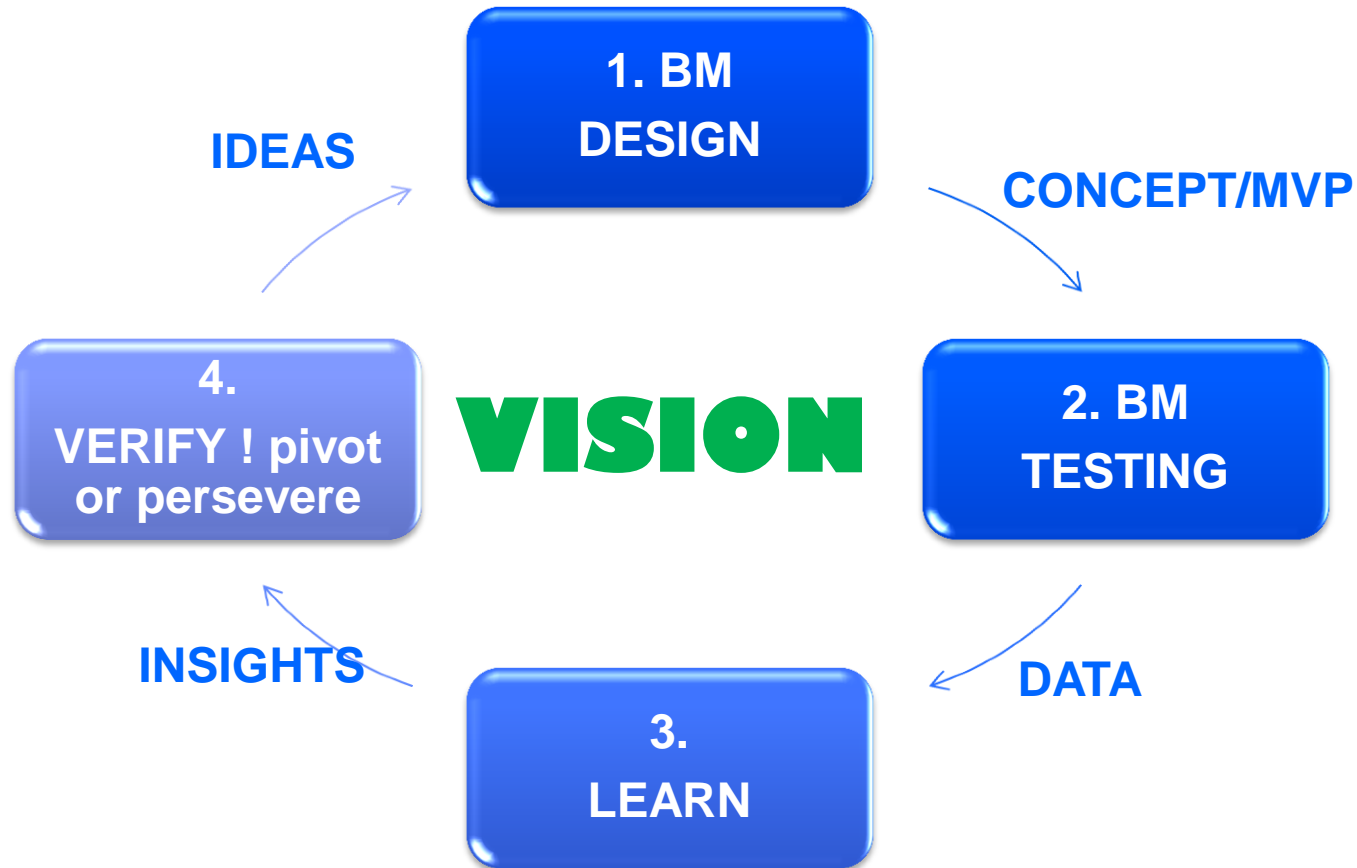 1. BM
DESIGN
IDEAS
CONCEPT/MVP
4.
VERIFY ! pivot
or persevere
VISION
2. BM
TESTING
INSIGHTS
DATA
3.
LEARN